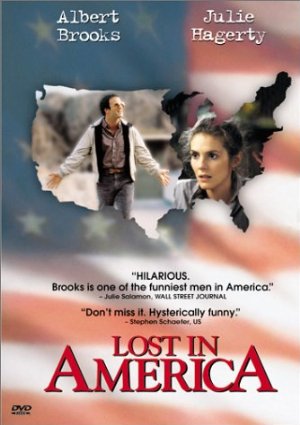 Albert Brooks
Julie Hagerty
"HILARIOUS.
Brooks is one of the funniest men in America."
– Julie Salamon, WALL STREET JOURNAL
"Don't miss it. Hysterically funny."
– Stephen Schaefer, US
LOST IN
AMERICA
DVD